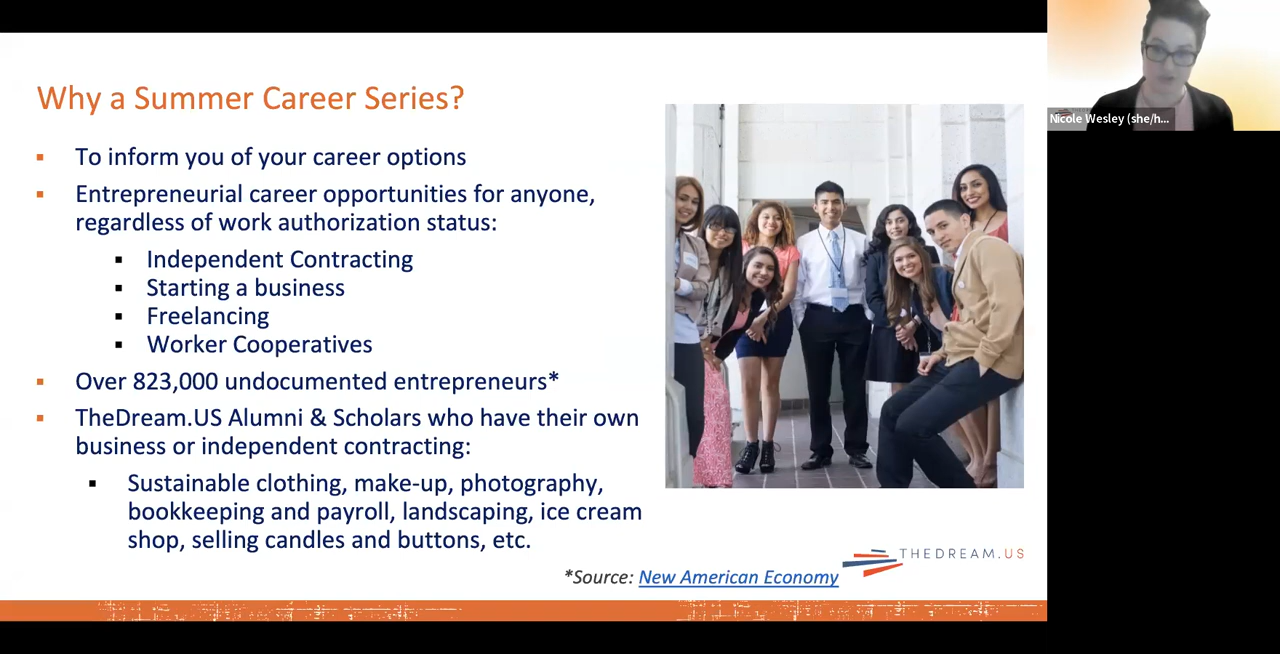 Why a Summer Career Series?
To inform you of your career options
Entrepreneurial career opportunities for anyone,
regardless of work authorization status:
Independent Contracting
Starting a business
Freelancing
Worker Cooperatives
Over 823,000 undocumented entrepreneurs*
TheDream.US Alumni & Scholars who have their own
business or independent contracting:
Sustainable clothing, make-up, photography,
bookkeeping and payroll, landscaping, ice cream
shop, selling candles and buttons, etc.
*Source: New American Economy
THEDREAM.US
Nicole Wesley (she/h...